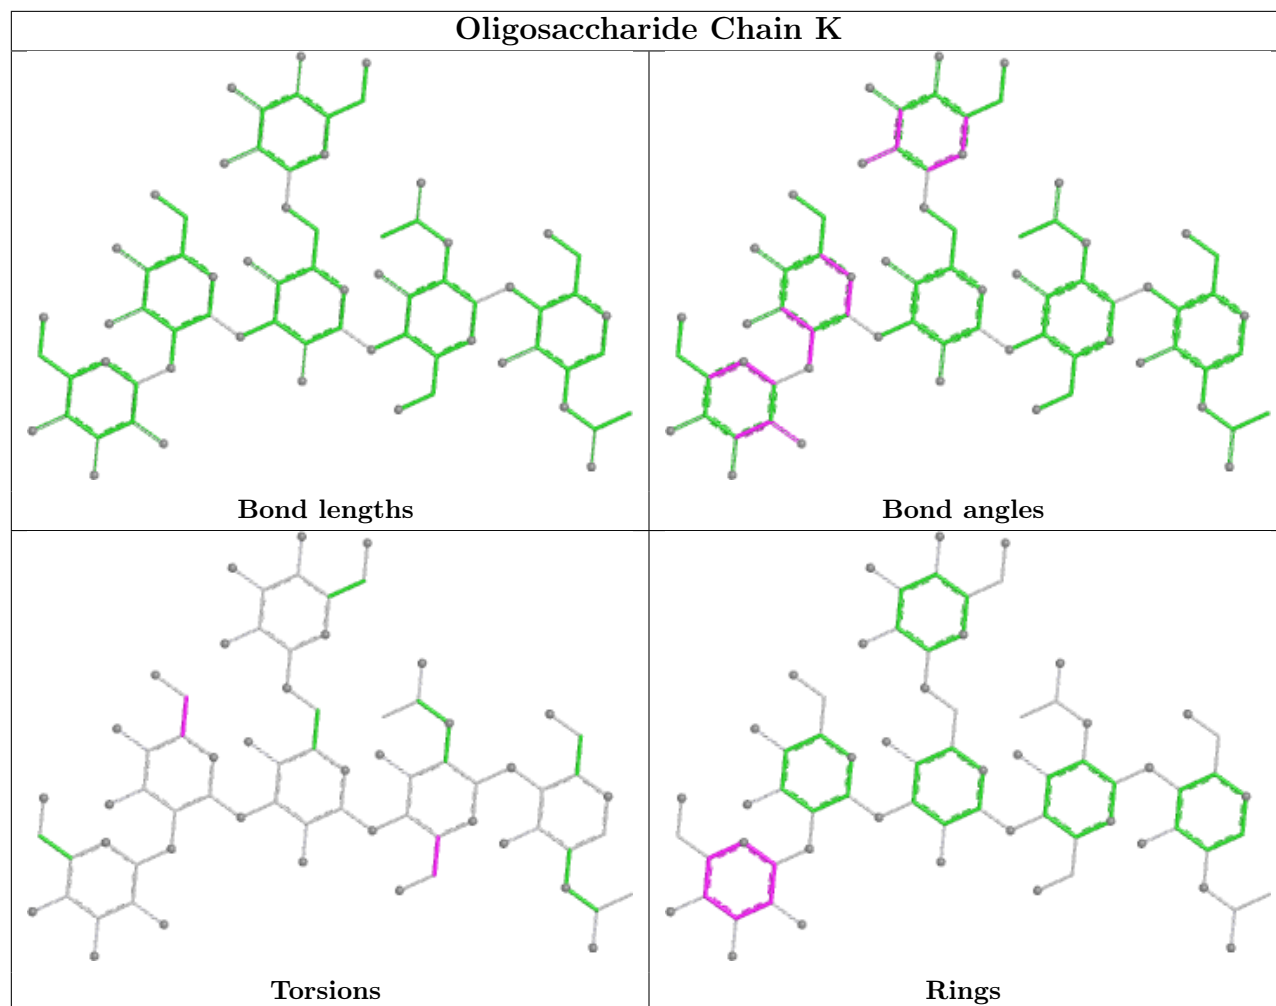 Oligosaccharide Chain K
Bond lengths
Bond angles
Torsions
Rings